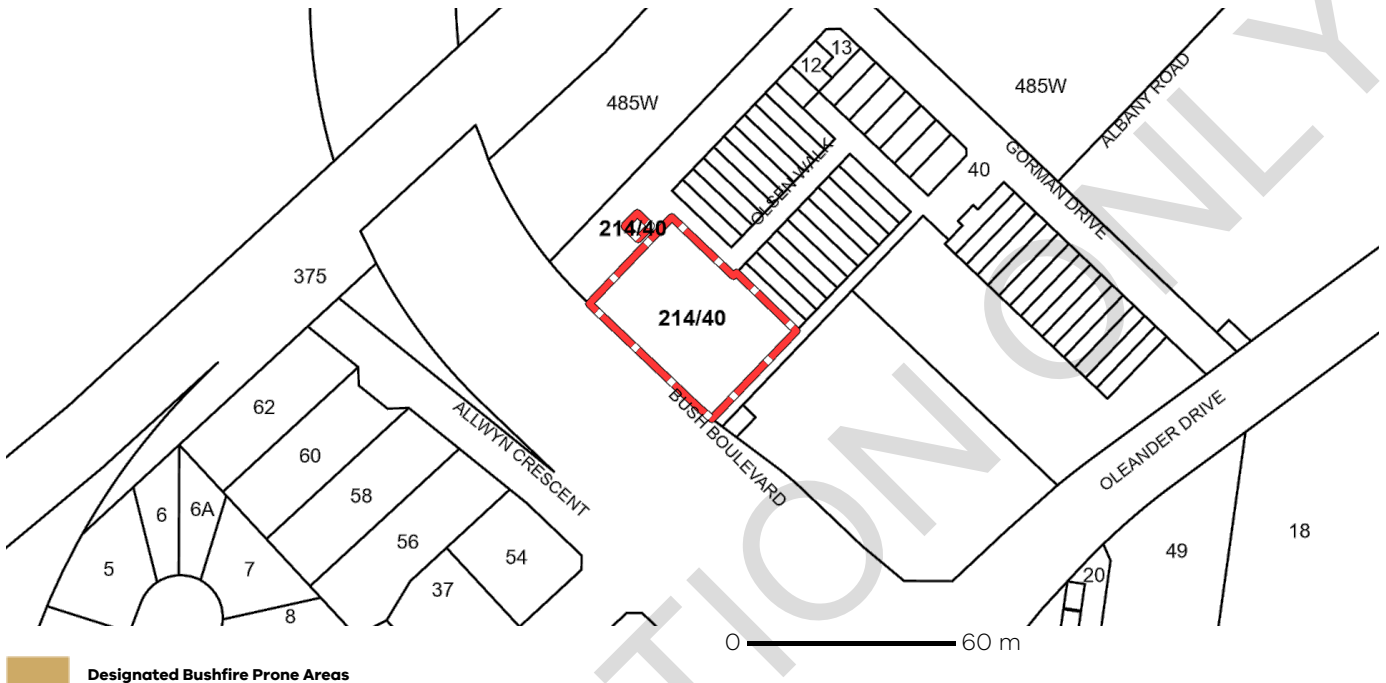 13
12
485W
485W
ALBANY ROAD
OLSEN WALK
40
GORMAN DRIVE
214/40
375
214/40
62
ALLWYN CRESCENT
BUSH BOULEVARD
OLEANDER DRIVE
60
58
6
6A
56
54
49
18
5
7
37
20
8
0 60 m
Designated Bushfire Prone Areas
TION ONLY